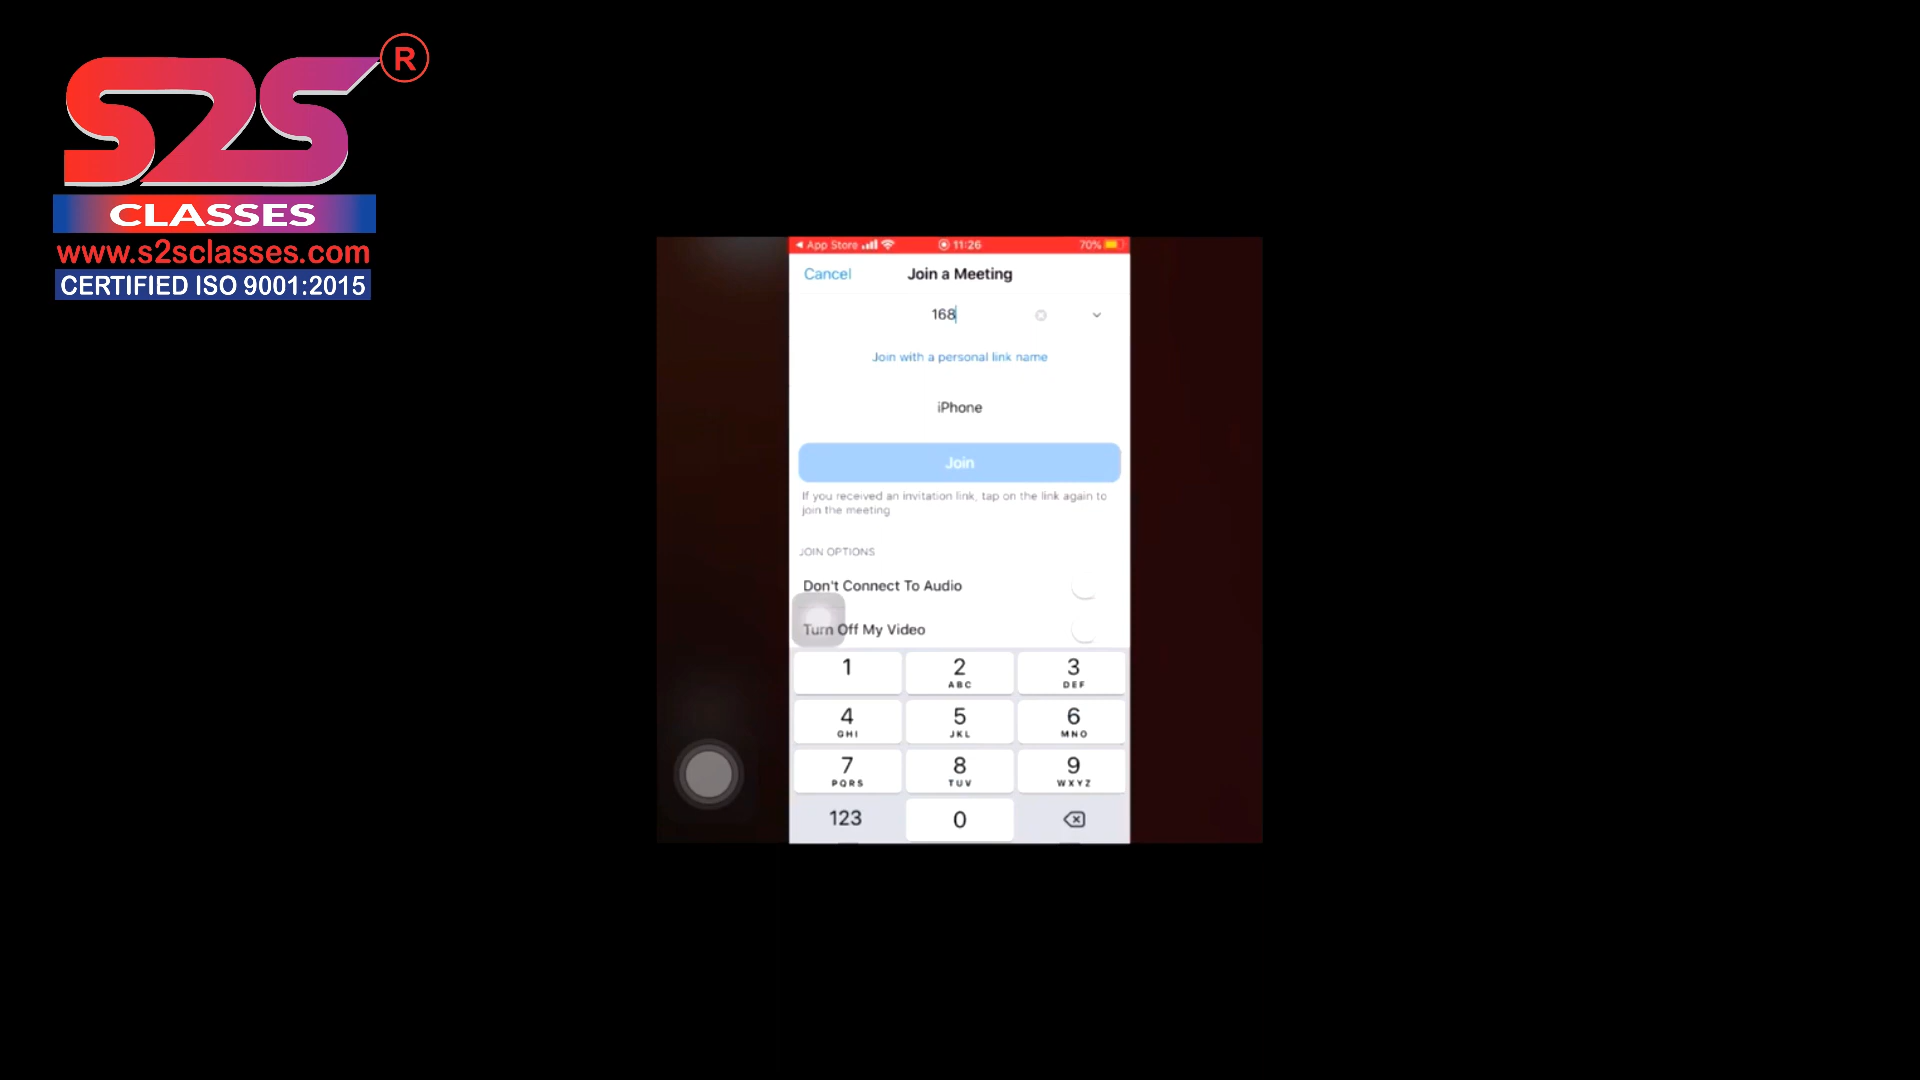 S2S
®
CLASSES
www.s2sclasses.com
CERTIFIED ISO 9001:2015
App Store
11:26
70%
Cancel
Join a Meeting
168
Join with a personal link name
iPhone
Join
If you received an invitation link, tap on the link again to
join the meeting
JOIN OPTIONS
Don't Connect To Audio
Turn Off My Video
1 2 3
ABC DEF
4 5 6
GHI JKL MNO
7 8 9
PQRS TUV WXYZ
123 0